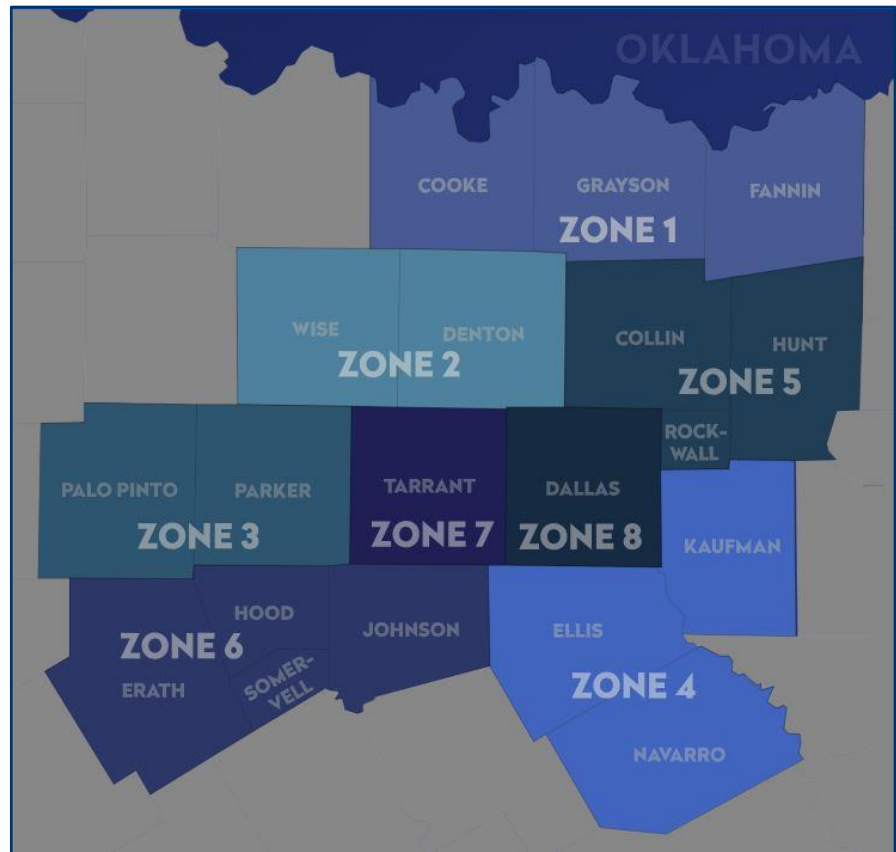 OKLAHOMA
COOKE
GRAYSON
FANNIN
ZONE 1
WISE
DENTON
ZONE 2
COLLIN
HUNT
ZONE 5
ROCK-
WALL
PALO PINTO
PARKER
ZONE 3
TARRANT
ZONE 7
DALLAS
ZONE 8
KAUFMAN
HOOD
ZONE 6
ERATH
SOMER-
VELL
JOHNSON
ELLIS
ZONE 4
NAVARRO